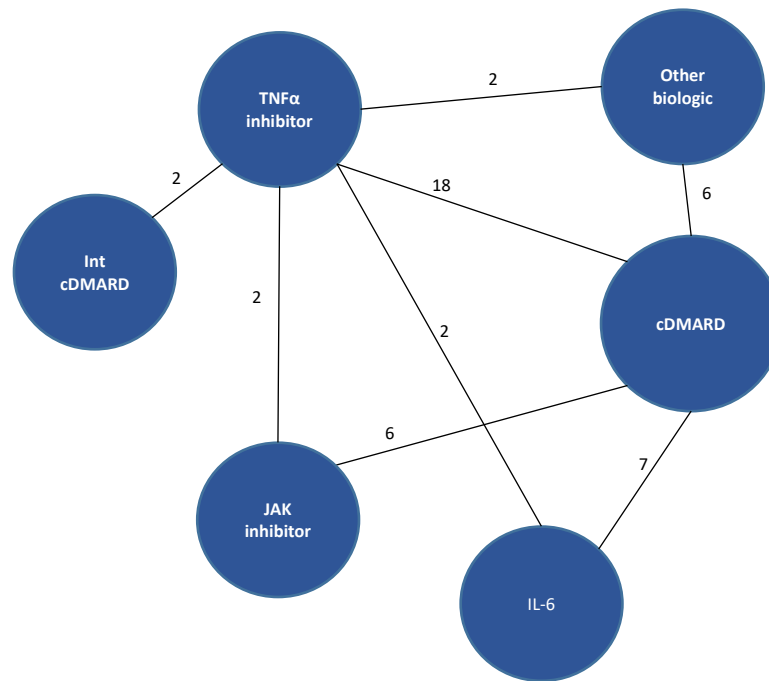 TNFα
inhibitor
2
Other
biologic
2
18
6
Int
cDMARD
2
2
cDMARD
6
7
JAK
inhibitor
IL-6